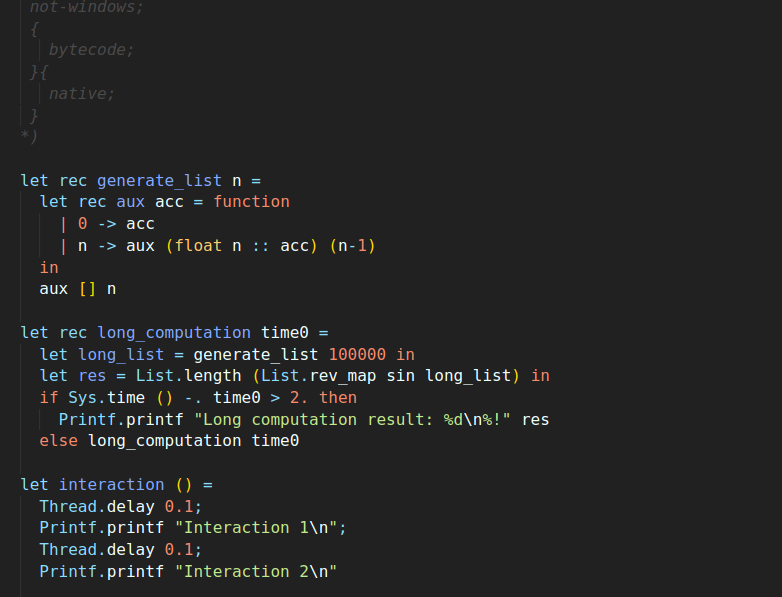 not-windows;
{
bytecode;
}{
native;
}
*)
let rec generate_list n =
let rec aux acc = function
| 0 -> acc
| n -> aux (float n :: acc) (n-1)
in
aux [] n
let rec long_computation time0 =
let long_list = generate_list 100000 in
let res = List.length (List.rev_map sin long_list) in
if Sys.time () -. time0 > 2. then
Printf.printf "Long computation result: %d\n%!" res
else long_computation time0
let interaction () =
Thread.delay 0.1;
Printf.printf "Interaction 1\n";
Thread.delay 0.1;
Printf.printf "Interaction 2\n"